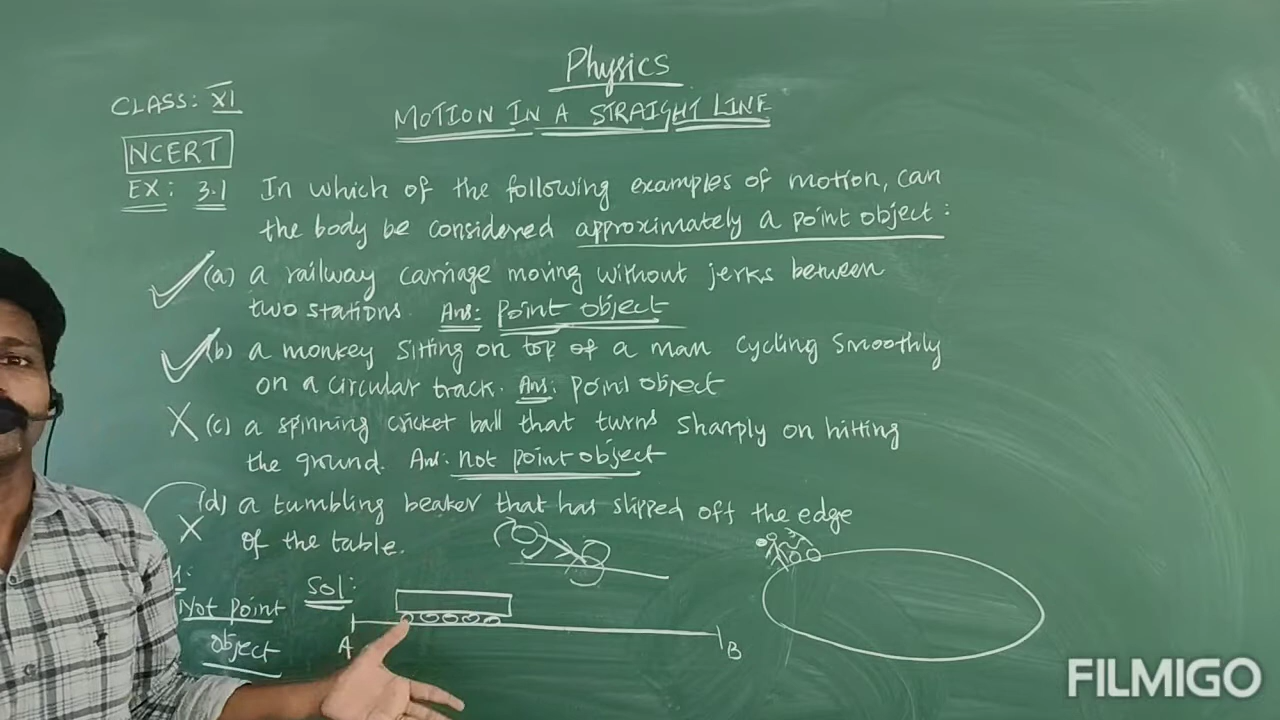 Physics
CLASS: XI
MOTION IN A STRAIGHT LINE
NCERT
EX: 3.1 In which of the following examples of motion, can
the body be considered approximately a point object:
(a) a railway carriage moving without jerks between
two stations. Ans: point object
(b) a monkey sitting on top of a man cycling smoothly
on a circular track. Ans: point object
(c) a spinning cricket ball that turns sharply on hitting
the ground. Ans: Not point object
(d) a tumbling beaker that has slipped off the edge
of the table.
Not point
object
Sol:
A
B
FILMIGO